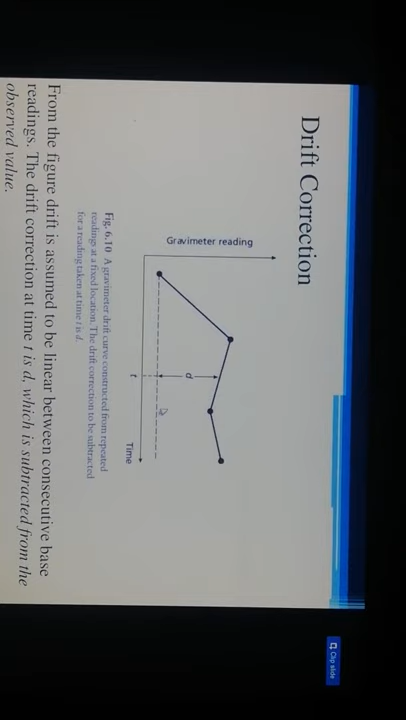 Drift Correction
Gravimeter reading
d
t
Time
Fig. 6.10 A gravimeter drift curve constructed from repeated
readings at a fixed location. The drift correction to be subtracted
for a reading taken at time t is d.
From the figure drift is assumed to be linear between consecutive base
readings. The drift correction at time t is d, which is subtracted from the
observed value.
Clip slide